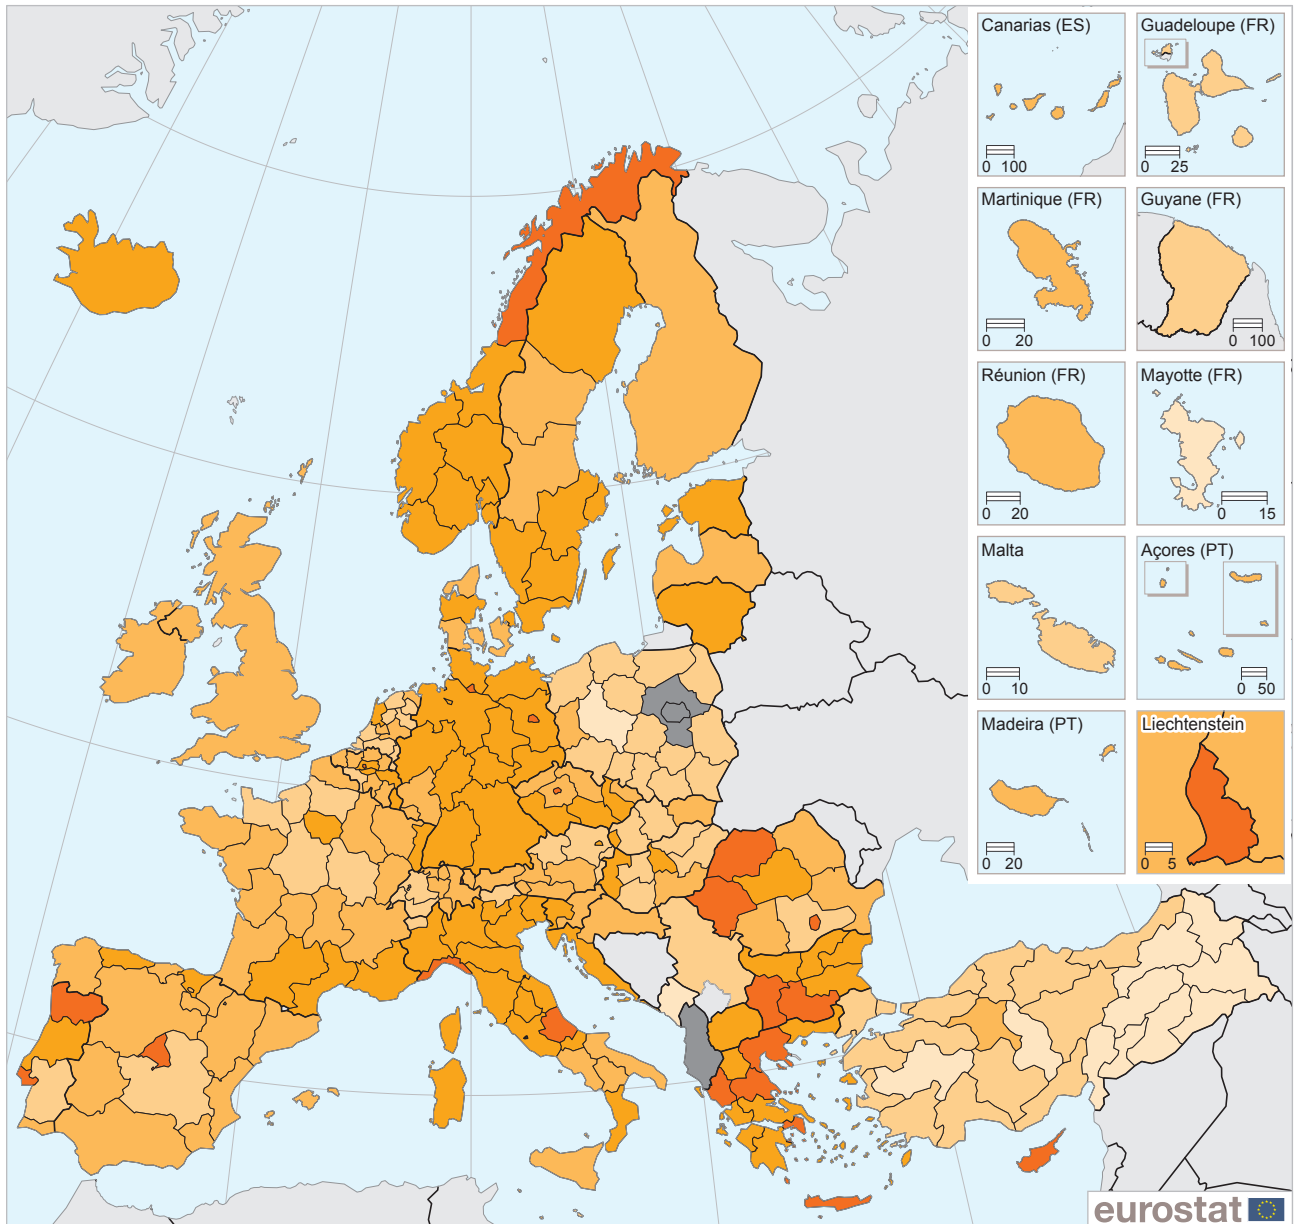 Canarias (ES)
0 100
Guadeloupe (FR)
0 25
Martinique (FR)
0 20
Guyane (FR)
0 100
Réunion (FR)
0 20
Mayotte (FR)
0 15
Malta
0 10
Açores (PT)
0 50
Madeira (PT)
0 20
Liechtenstein
0 5
eurostat